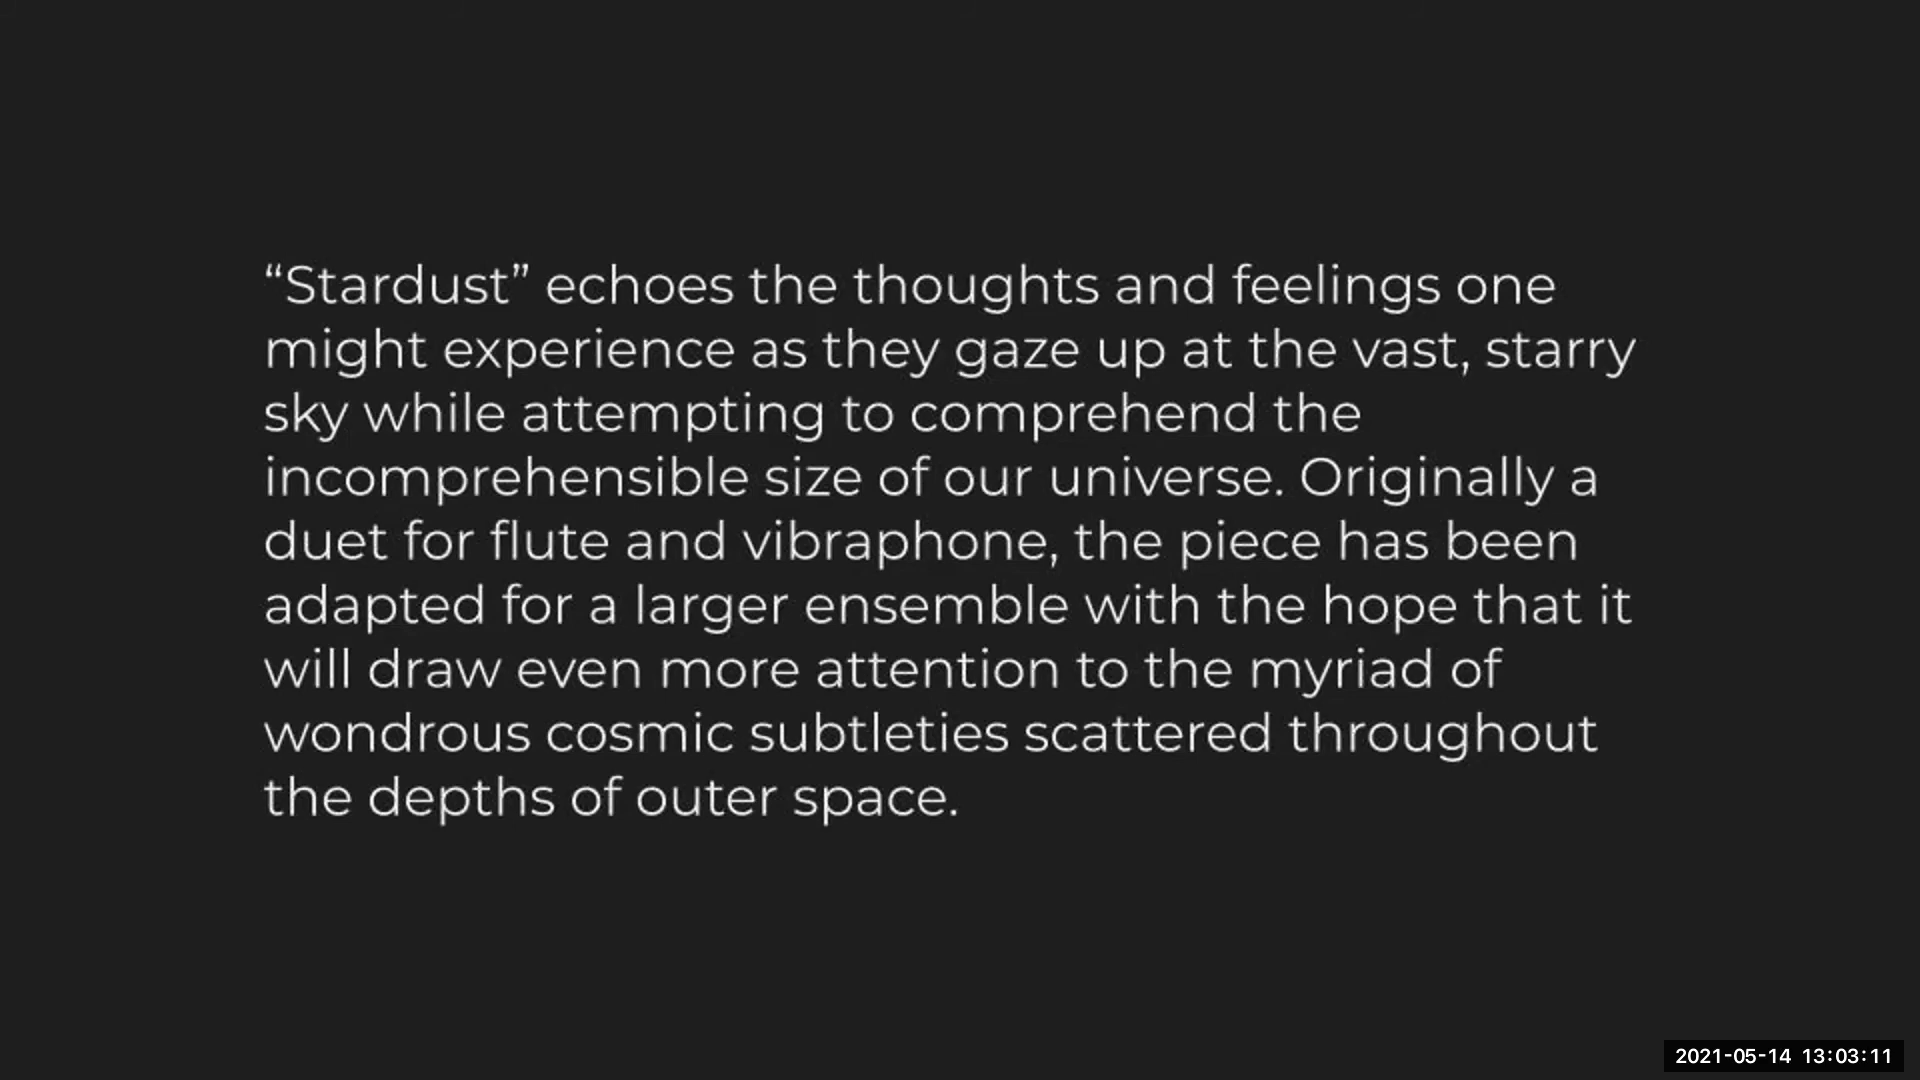 “Stardust” echoes the thoughts and feelings one
might experience as they gaze up at the vast, starry
sky while attempting to comprehend the
incomprehensible size of our universe. Originally a
duet for flute and vibraphone, the piece has been
adapted for a larger ensemble with the hope that it
will draw even more attention to the myriad of
wondrous cosmic subtleties scattered throughout
the depths of outer space.
2021-05-14 13:03:11